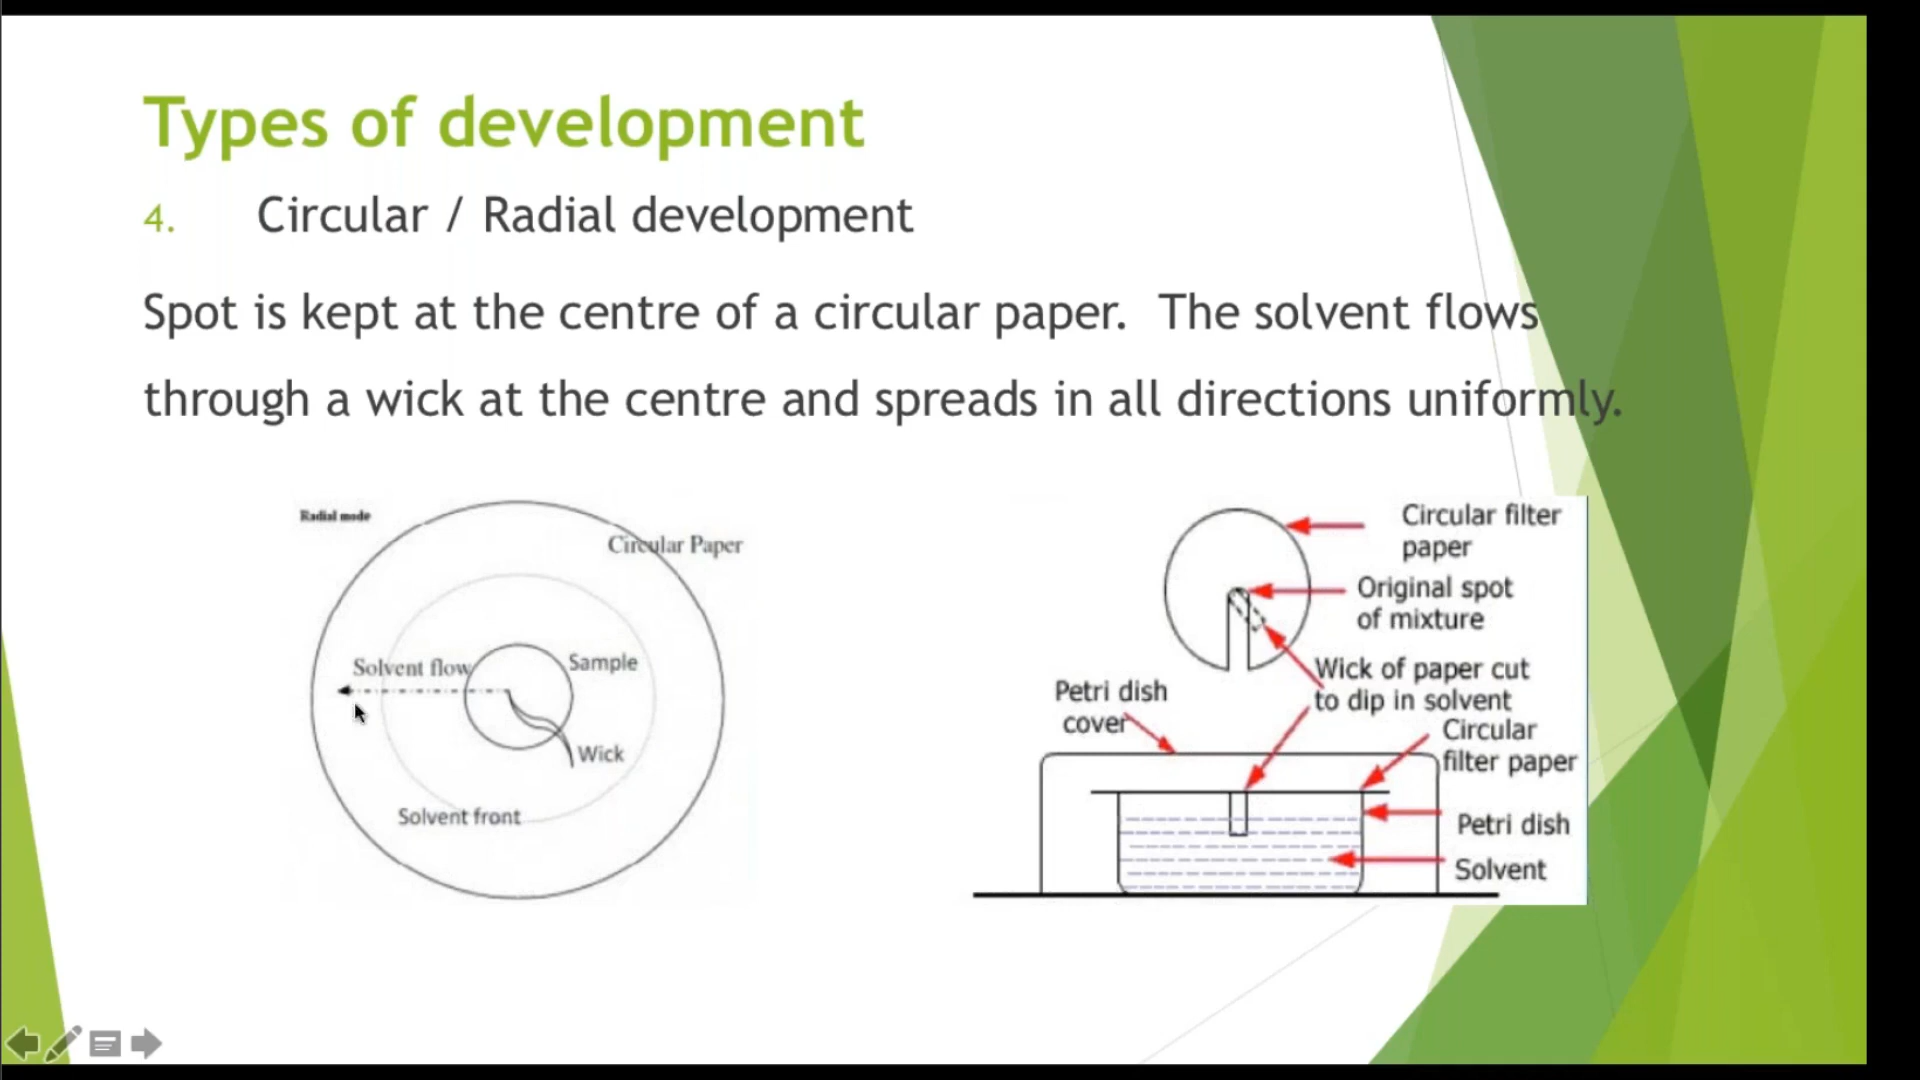 Types of development
4. Circular / Radial development
Spot is kept at the centre of a circular paper. The solvent flows
through a wick at the centre and spreads in all directions uniformly.
Radial mode
Circular Paper
Solvent flow
Sample
Wick
Solvent front
Circular filter
paper
Original spot
of mixture
Wick of paper cut
to dip in solvent
Petri dish
cover
Circular
filter paper
Petri dish
Solvent